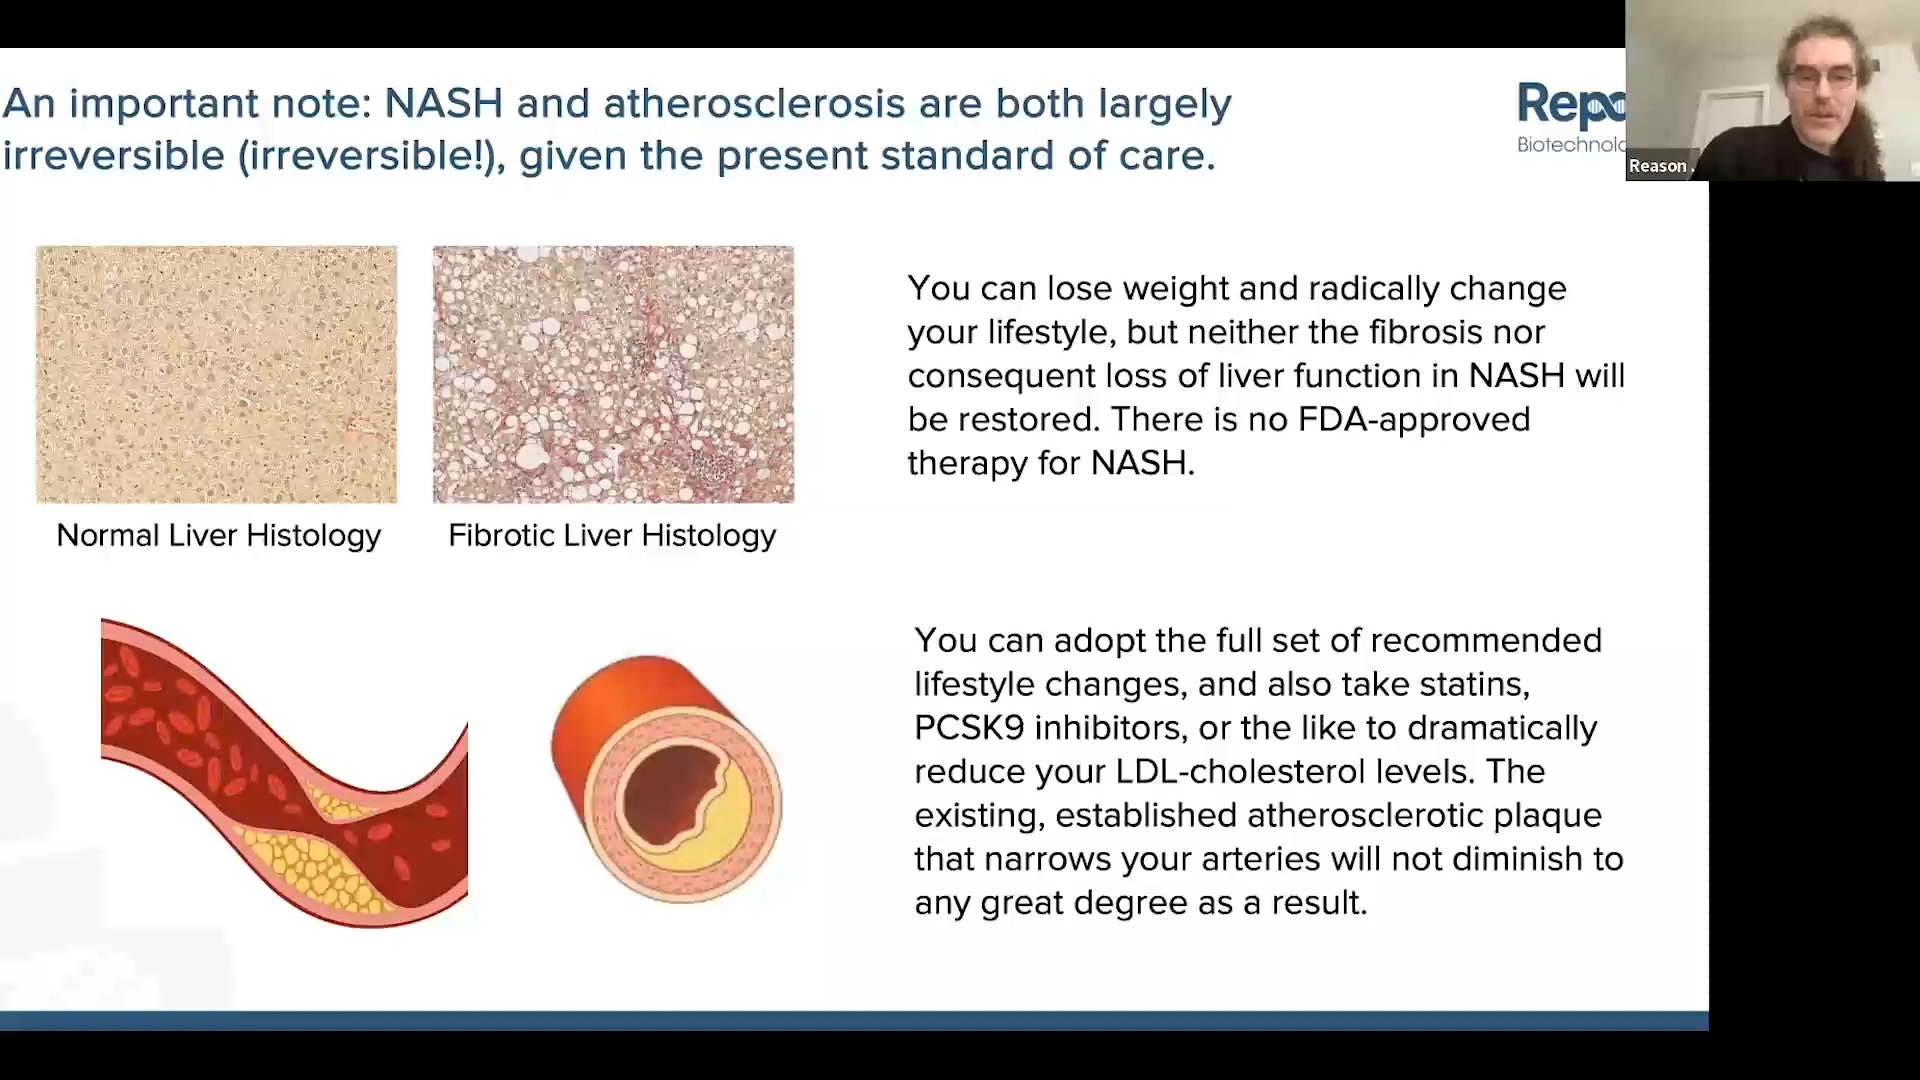 An important note: NASH and atherosclerosis are both largely
irreversible (irreversible!), given the present standard of care.
Reason .
Normal Liver Histology
Fibrotic Liver Histology
You can lose weight and radically change
your lifestyle, but neither the fibrosis nor
consequent loss of liver function in NASH will
be restored. There is no FDA-approved
therapy for NASH.
You can adopt the full set of recommended
lifestyle changes, and also take statins,
PCSK9 inhibitors, or the like to dramatically
reduce your LDL-cholesterol levels. The
existing, established atherosclerotic plaque
that narrows your arteries will not diminish to
any great degree as a result.